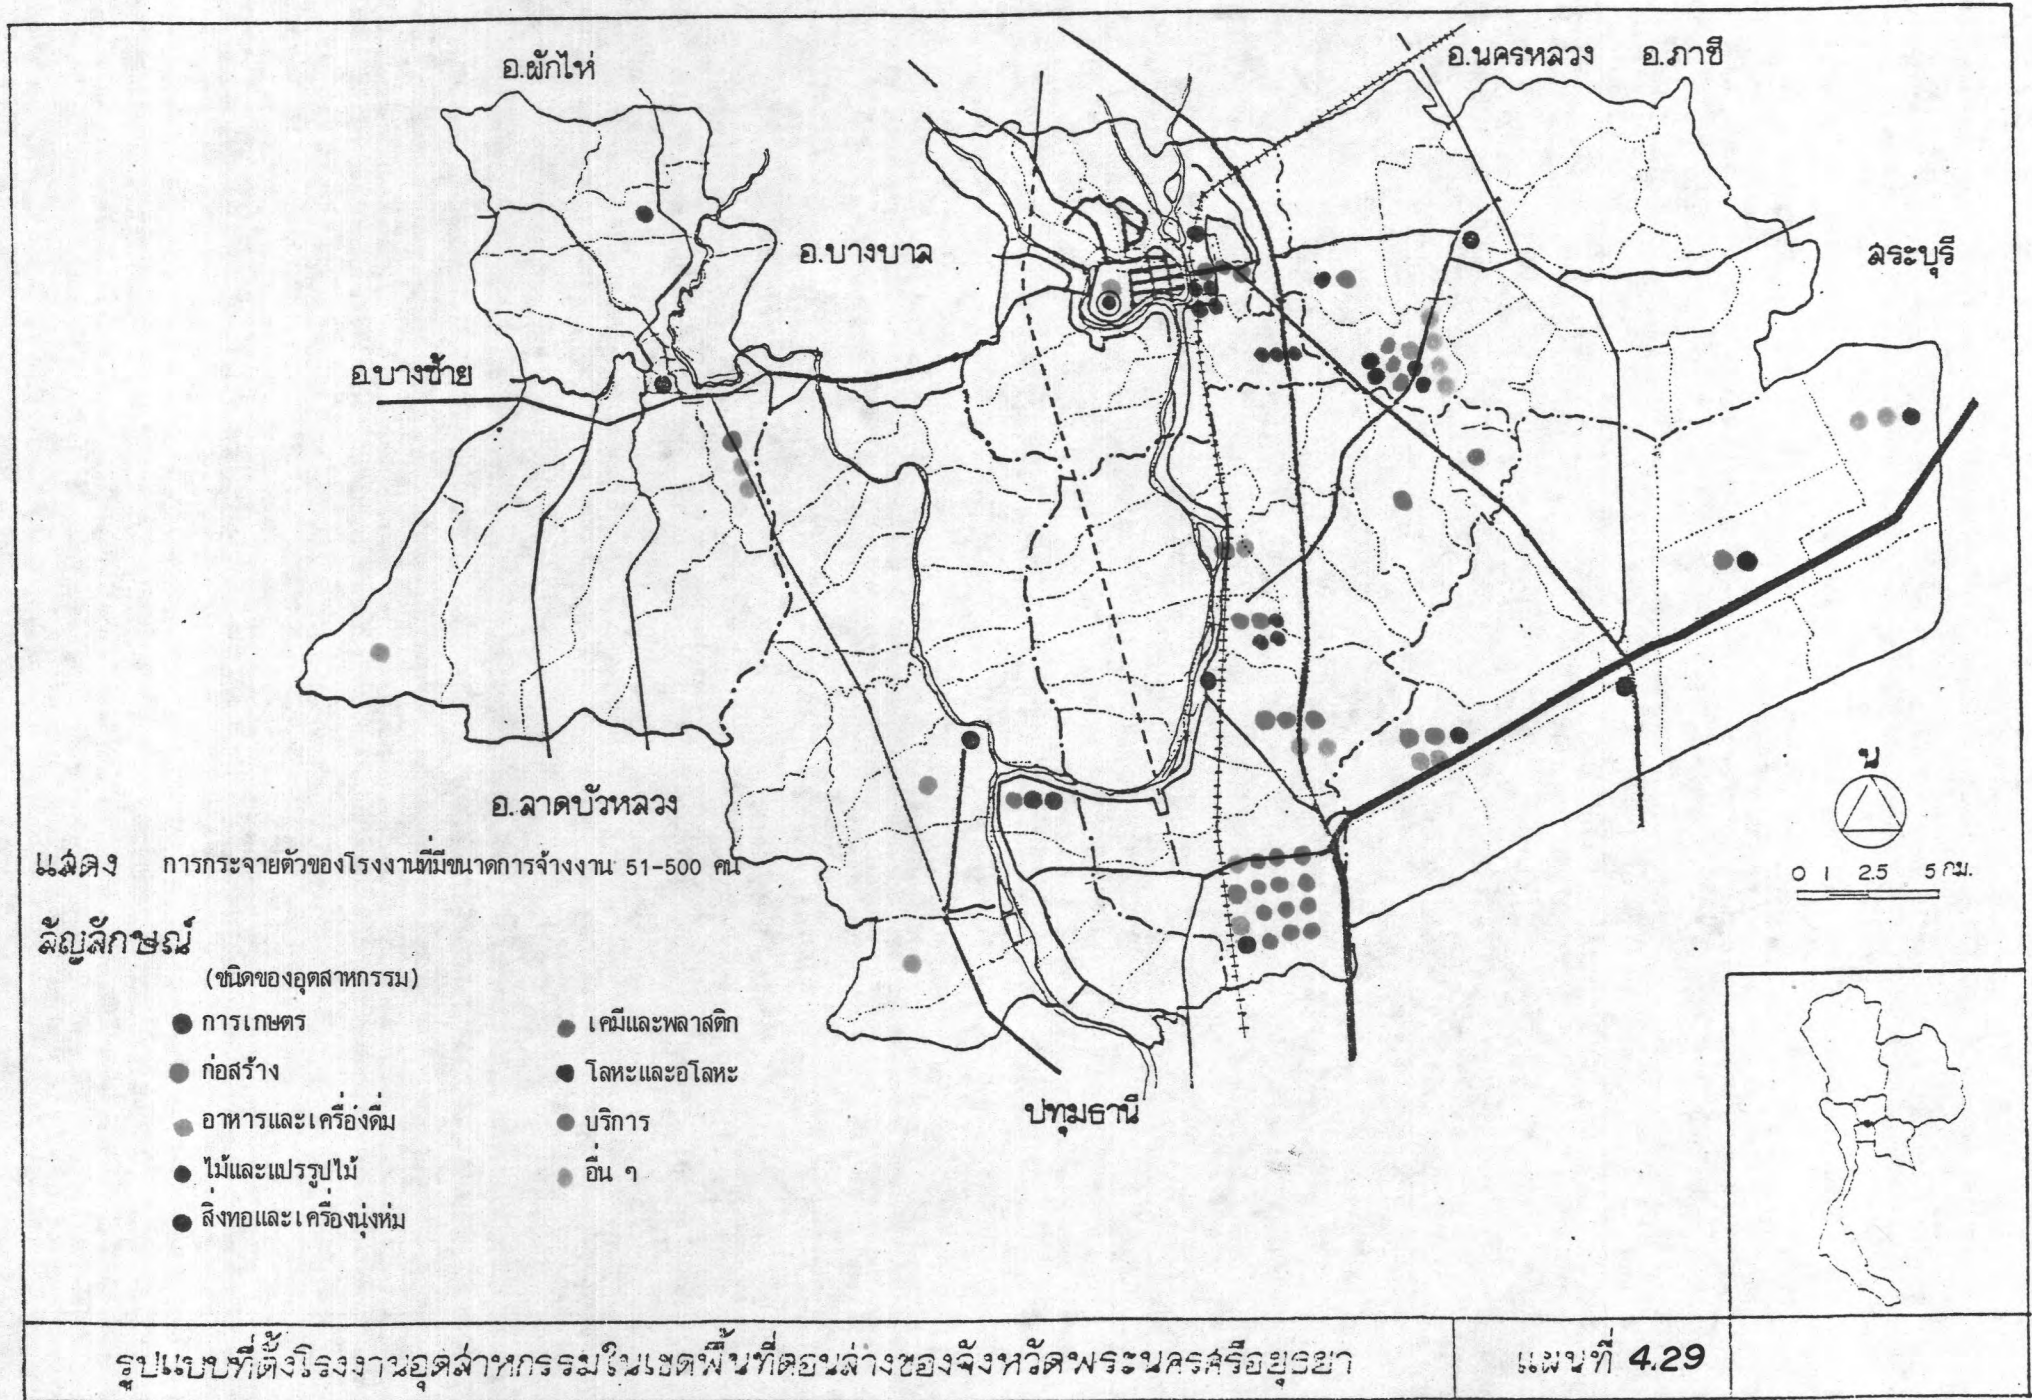 อ.ผักไห่
อ.นครหลวง อ.ภาชี
อ.บางบาล
สระบุรี
อ.บางซ้าย
อ.ลาดบัวหลวง
น
0 1 2.5 5 กม.
แสดง การกระจายตัวของโรงงานที่มีขนาดการจ้างงาน 51-500 คน
สัญลักษณ์
(ชนิดของอุตสาหกรรม)
การเกษตร
ก่อสร้าง
อาหารและเครื่องดื่ม
ไม้และแปรรูปไม้
สิ่งทอและเครื่องนุ่งห่ม
เคมีและพลาสติก
โลหะและอโลหะ
บริการ
อื่น ๆ
ปทุมธานี
รูปแบบที่ตั้งโรงงานอุตสาหกรรมในเขตพื้นที่ตอนล่างของจังหวัดพระนครศรีอยุธยา
แผนที่ 4.29